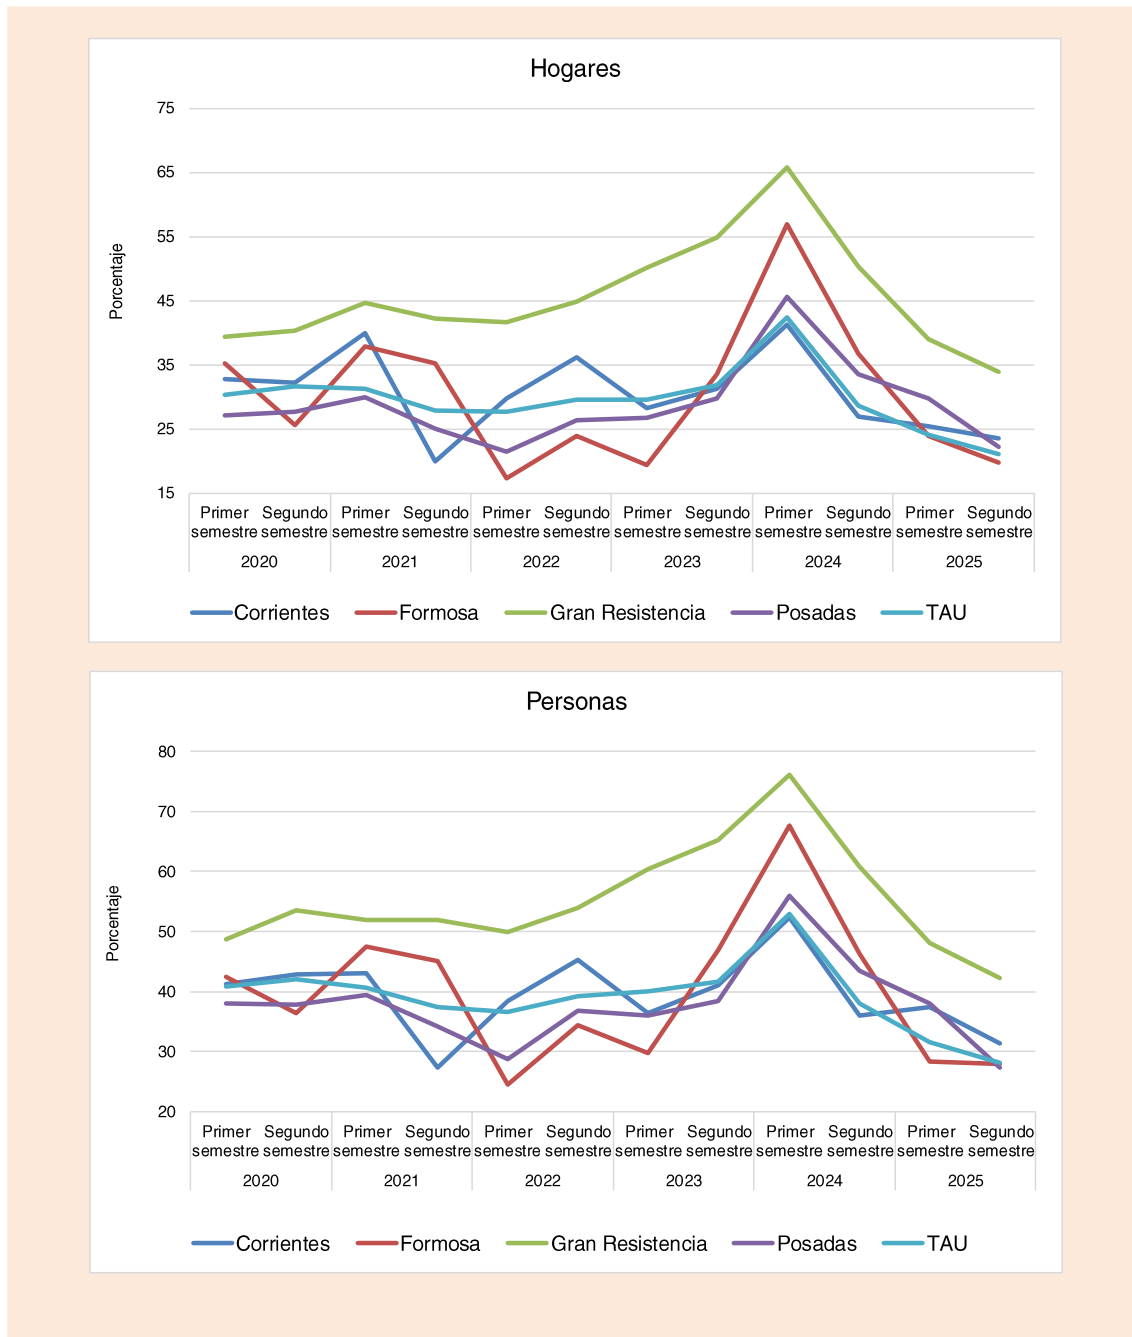 Hogares
Porcentaje
75
65
55
45
35
25
15
Primer Segundo Primer Segundo Primer Segundo Primer Segundo Primer Segundo Primer Segundo
semestre semestre semestre semestre semestre semestre semestre semestre semestre semestre semestre semestre
2020 2021 2022 2023 2024 2025
Corrientes Formosa Gran Resistencia Posadas TAU
Personas
Porcentaje
80
70
60
50
40
30
20
Primer Segundo Primer Segundo Primer Segundo Primer Segundo Primer Segundo Primer Segundo
semestre semestre semestre semestre semestre semestre semestre semestre semestre semestre semestre semestre
2020 2021 2022 2023 2024 2025
Corrientes Formosa Gran Resistencia Posadas TAU